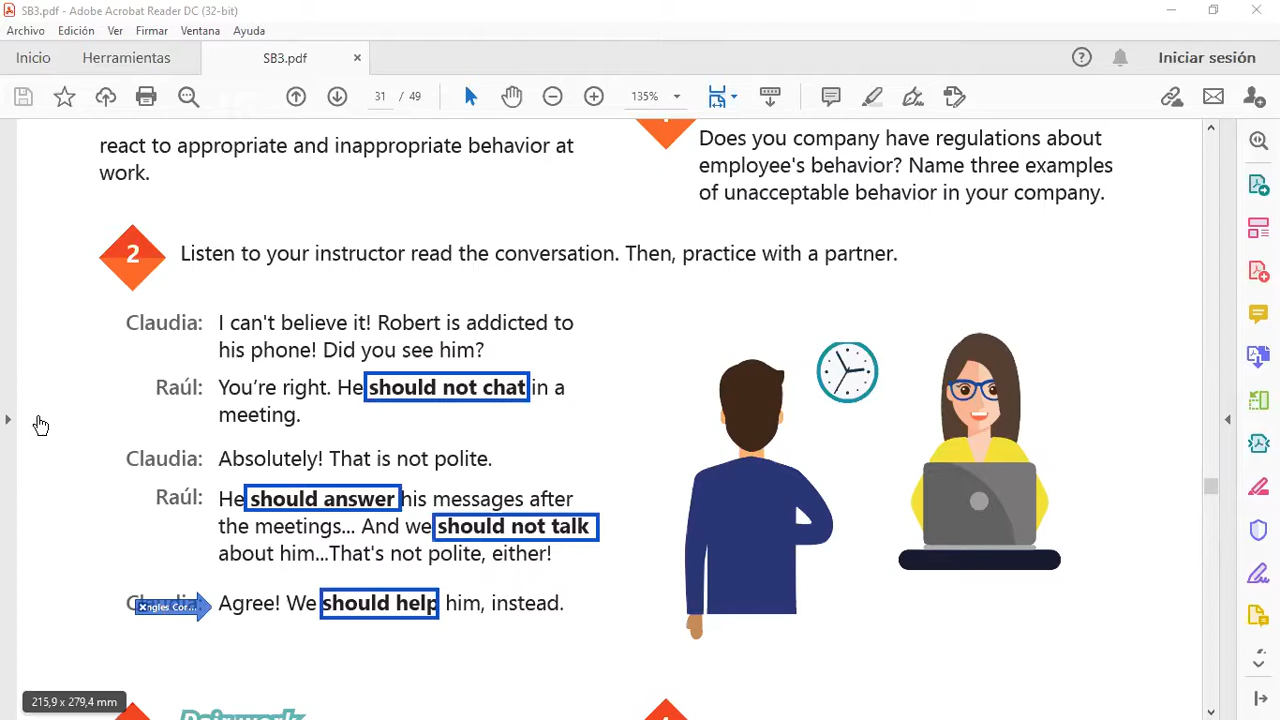 SB3.pdf - Adobe Acrobat Reader DC (32-bit)
Archivo Edición Ver Firmar Ventana Ayuda
Inicio Herramientas SB3.pdf × ? Iniciar sesión
31 / 49 135%
react to appropriate and inappropriate behavior at
work.
Does you company have regulations about
employee's behavior? Name three examples
of unacceptable behavior in your company.
2 Listen to your instructor read the conversation. Then, practice with a partner.
Claudia: I can't believe it! Robert is addicted to
his phone! Did you see him?
Raúl: You're right. He should not chat in a
meeting.
Claudia: Absolutely! That is not polite.
Raúl: He should answer his messages after
the meetings... And we should not talk
about him...That's not polite, either!
Agree! We should help him, instead.
215,9 x 279,4 mm